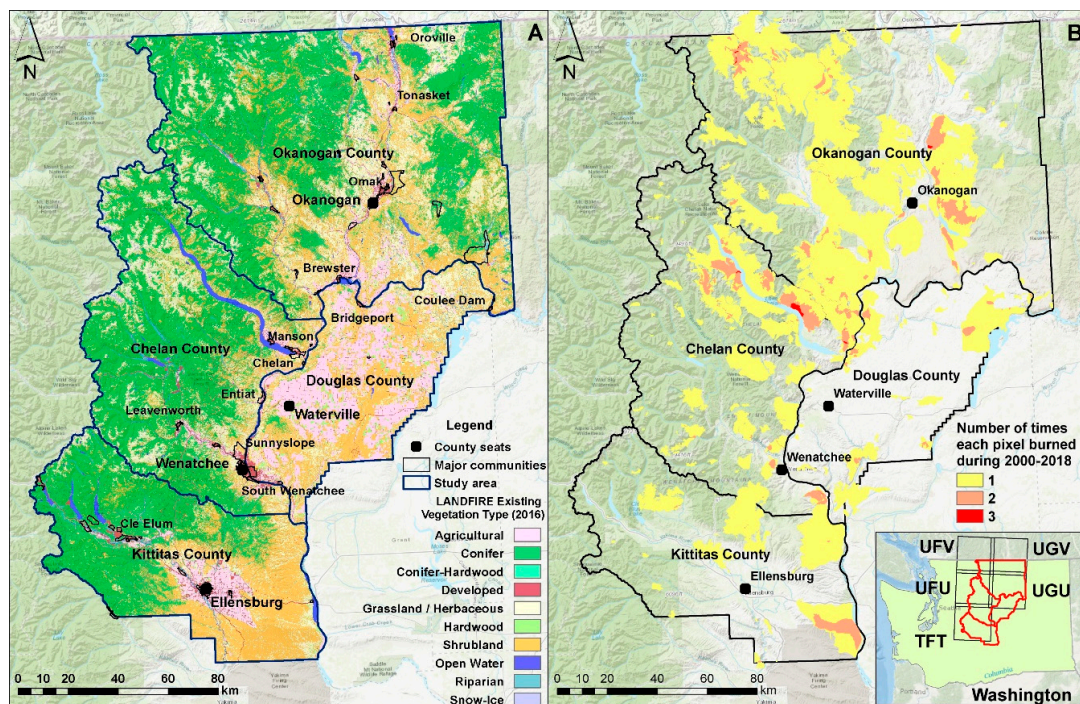 A
N
Oroville
Tonasket
Okanogan County
Omak
Okanogan
Brewster
Coulee Dam
Bridgeport
Manson
Chelan County
Chelan
Douglas County
Entiat
Leavenworth
Waterville
Sunnyslope
Wenatchee
South Wenatchee
Cle Elum
Kittitas County
Ellensburg
Legend
County seats
Major communities
Study area
LANDFIRE Existing
Vegetation Type (2016)
Agricultural
Conifer
Conifer-Hardwood
Developed
Grassland / Herbaceous
Hardwood
Shrubland
Open Water
Riparian
Snow-Ice
0 20 40 80
km
B
N
Okanogan County
Okanogan
Chelan County
Douglas County
Waterville
Wenatchee
Kittitas County
Ellensburg
Number of times
each pixel burned
during 2000-2018
1
2
3
UFV
UGV
UFU
UGU
TFT
Columbia
Portland
Washington
0 20 40 80
km